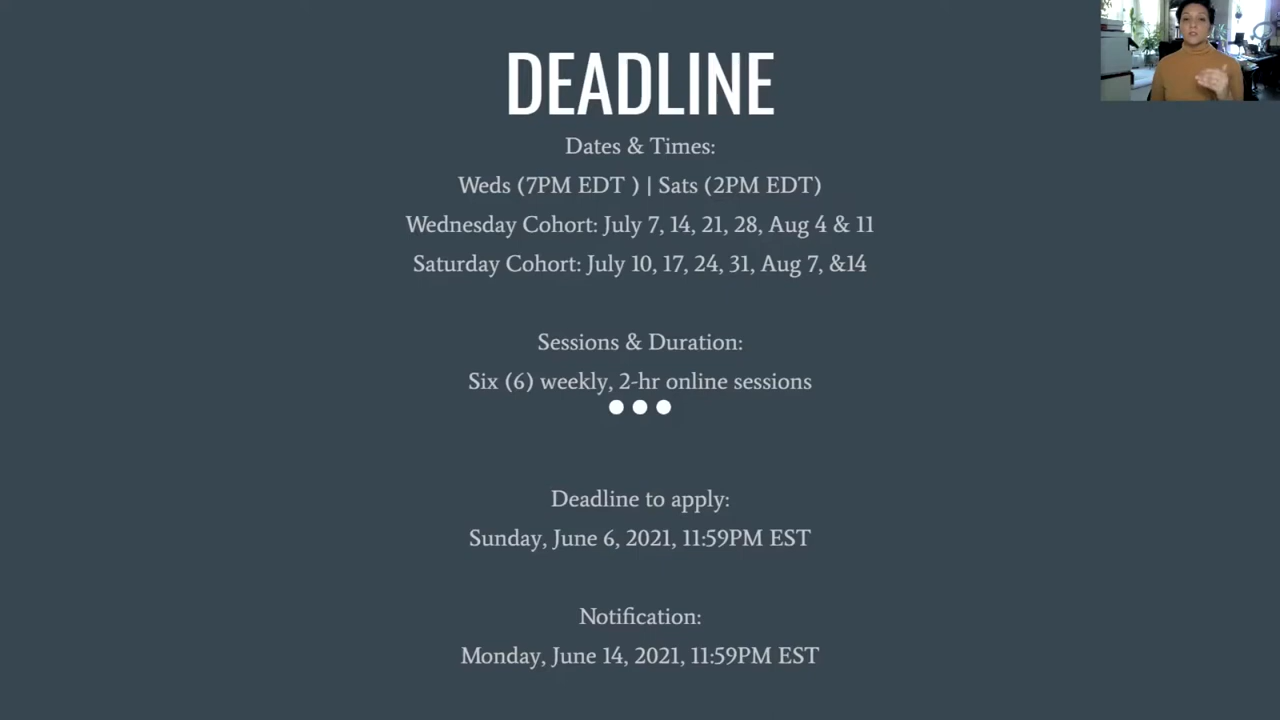 DEADLINE
Dates & Times:
Weds (7PM EDT ) | Sats (2PM EDT)
Wednesday Cohort: July 7, 14, 21, 28, Aug 4 & 11
Saturday Cohort: July 10, 17, 24, 31, Aug 7, &14
Sessions & Duration:
Six (6) weekly, 2-hr online sessions
Deadline to apply:
Sunday, June 6, 2021, 11:59PM EST
Notification:
Monday, June 14, 2021, 11:59PM EST